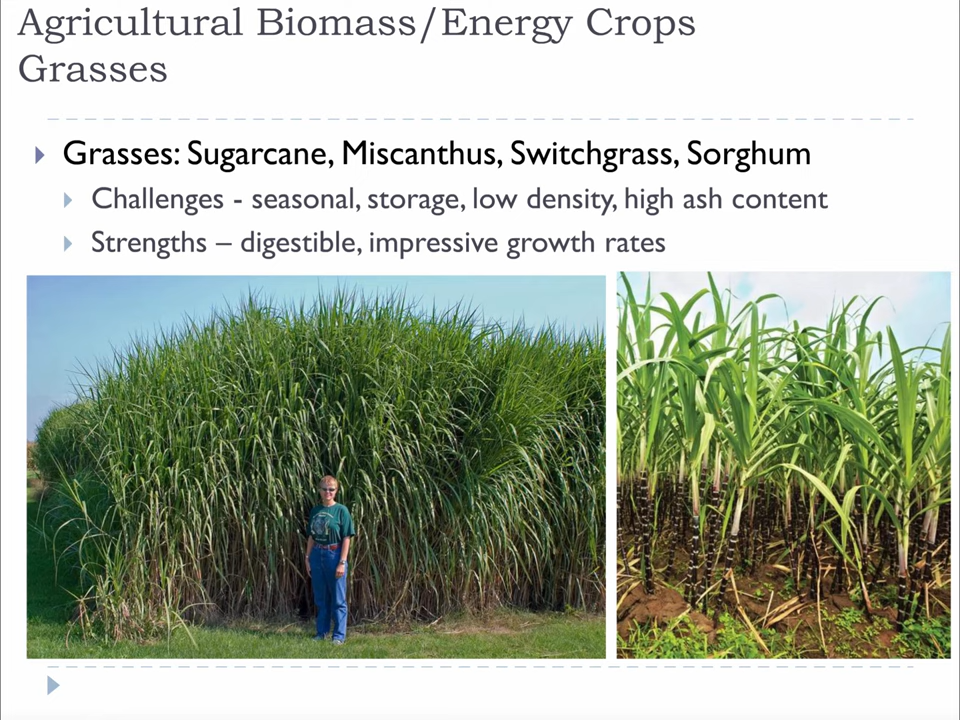 Agricultural Biomass/Energy Crops
Grasses
Grasses: Sugarcane, Miscanthus, Switchgrass, Sorghum
Challenges - seasonal, storage, low density, high ash content
Strengths – digestible, impressive growth rates